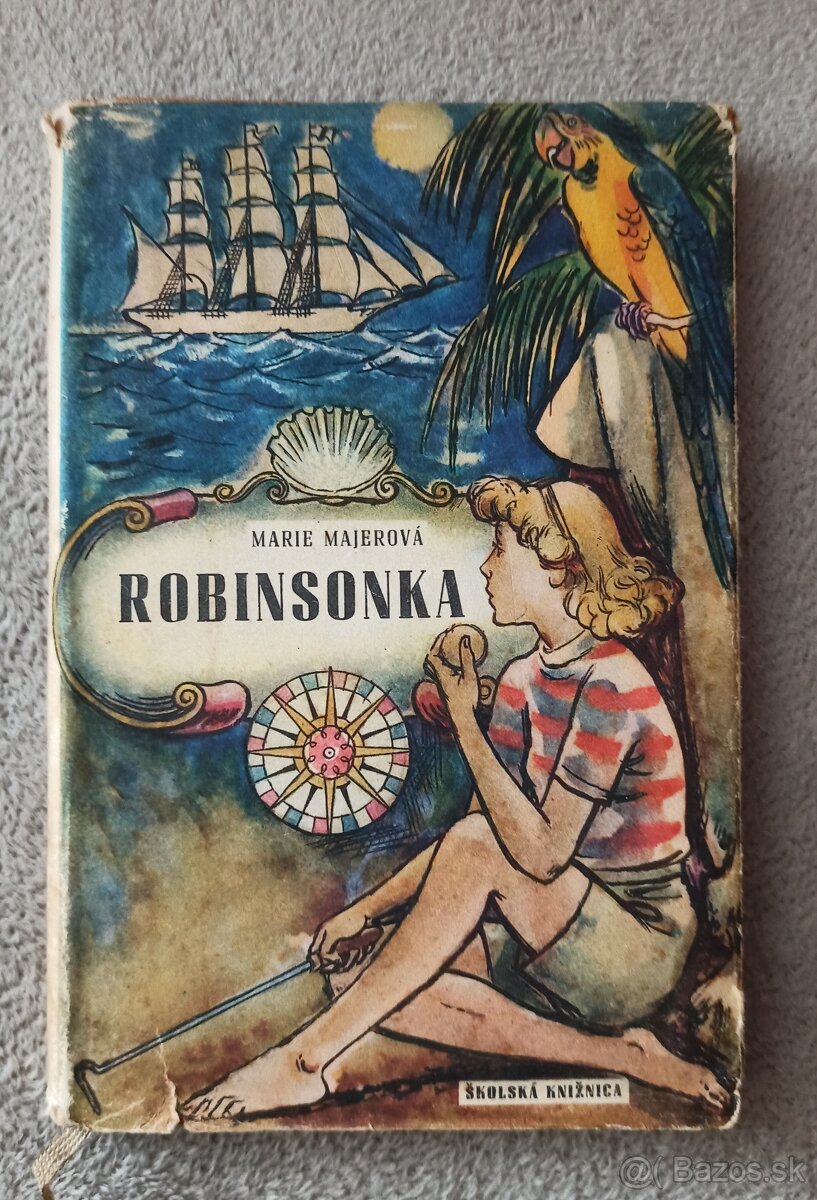 MARIE MAJEROVÁ
ROBINSONKA
ŠKOLSKÁ KNIŽNICA
@( Bazos.sk